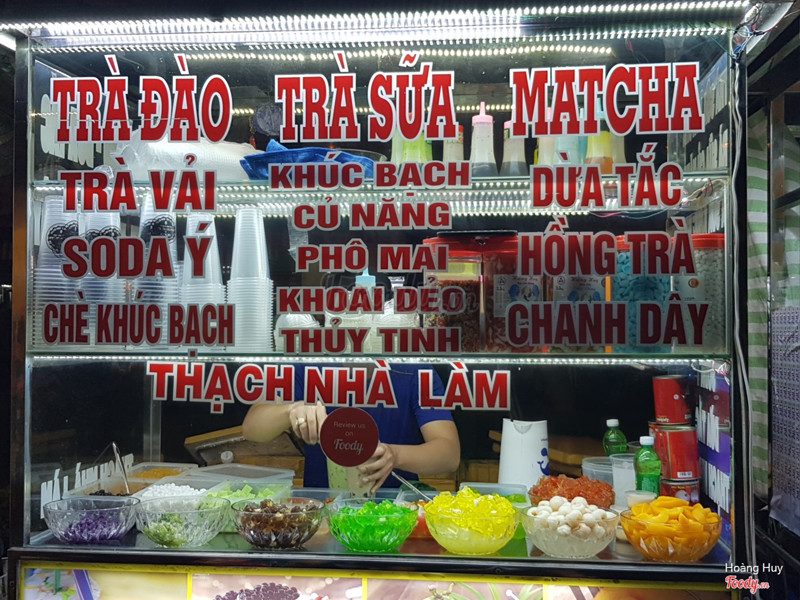 TRÀ ĐÀO
TRÀ VẢI
SODA Ý
CHÈ KHÚC BẠCH
TRÀ SỮA
KHÚC BẠCH
CỦ NĂNG
PHÔ MAI
KHOAI DẺO
THỦY TINH
MATCHA
DỪA TẮC
HỒNG TRÀ
CHANH DÂY
THẠCH NHÀ LÀM
Review us
on
Foody
Hoàng Huy
Foody.vn